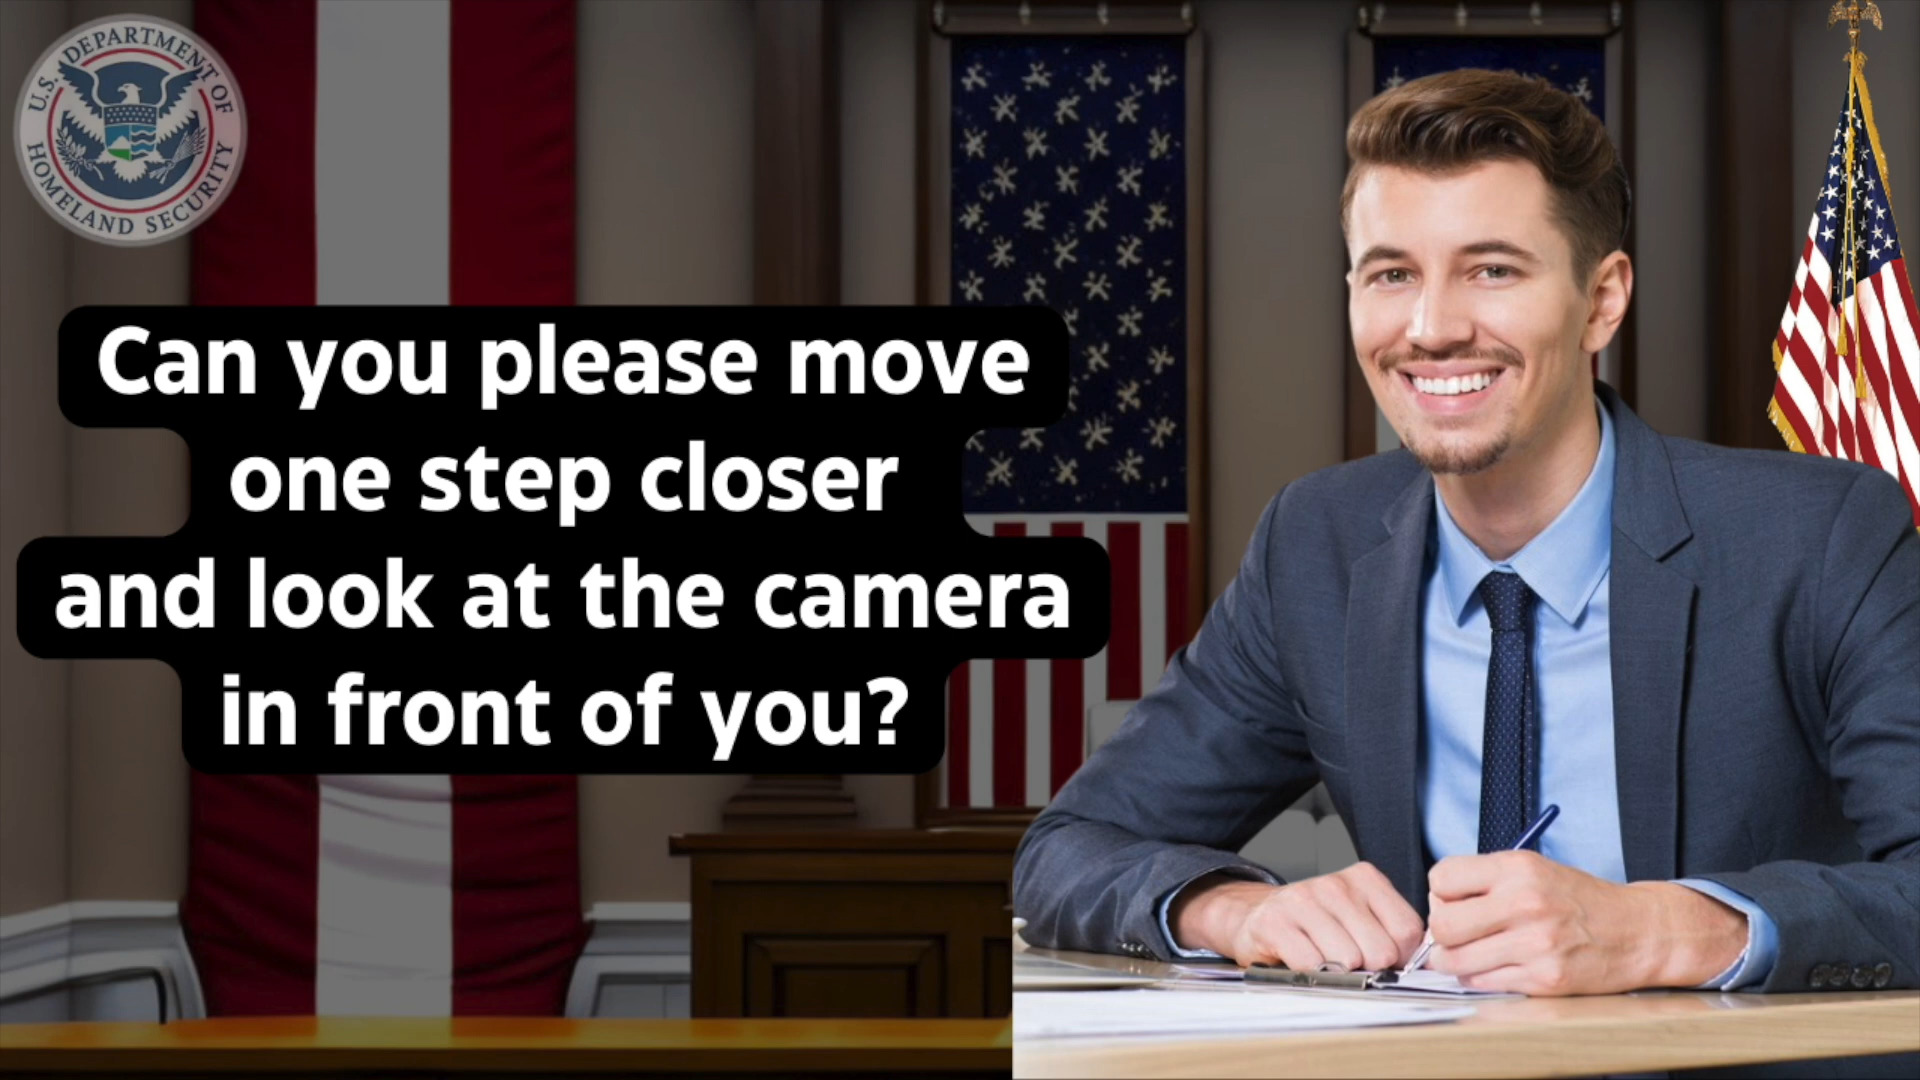 U.S. DEPARTMENT OF
HOMELAND SECURITY
Can you please move
one step closer
and look at the camera
in front of you?